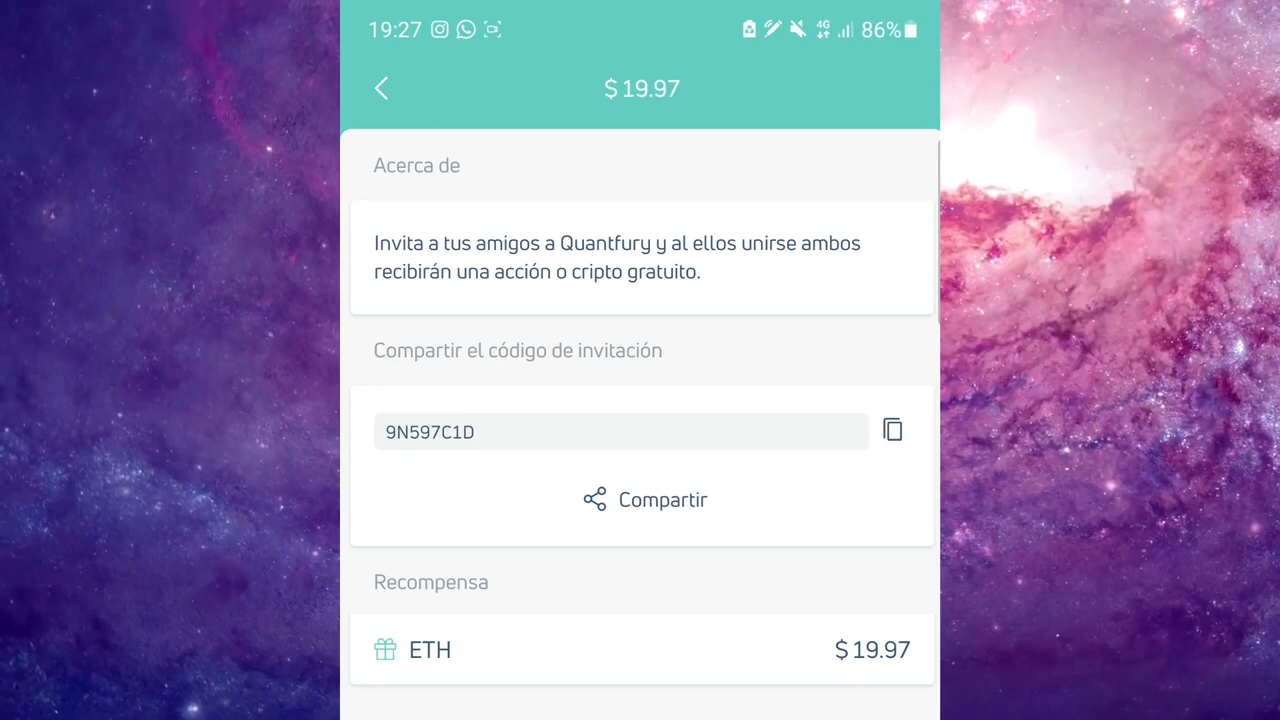 19:27 4G 86%
$ 19.97
Acerca de
Invita a tus amigos a Quantfury y al ellos unirse ambos
recibirán una acción o cripto gratuito.
Compartir el código de invitación
9N597C1D
Compartir
Recompensa
ETH $ 19.97